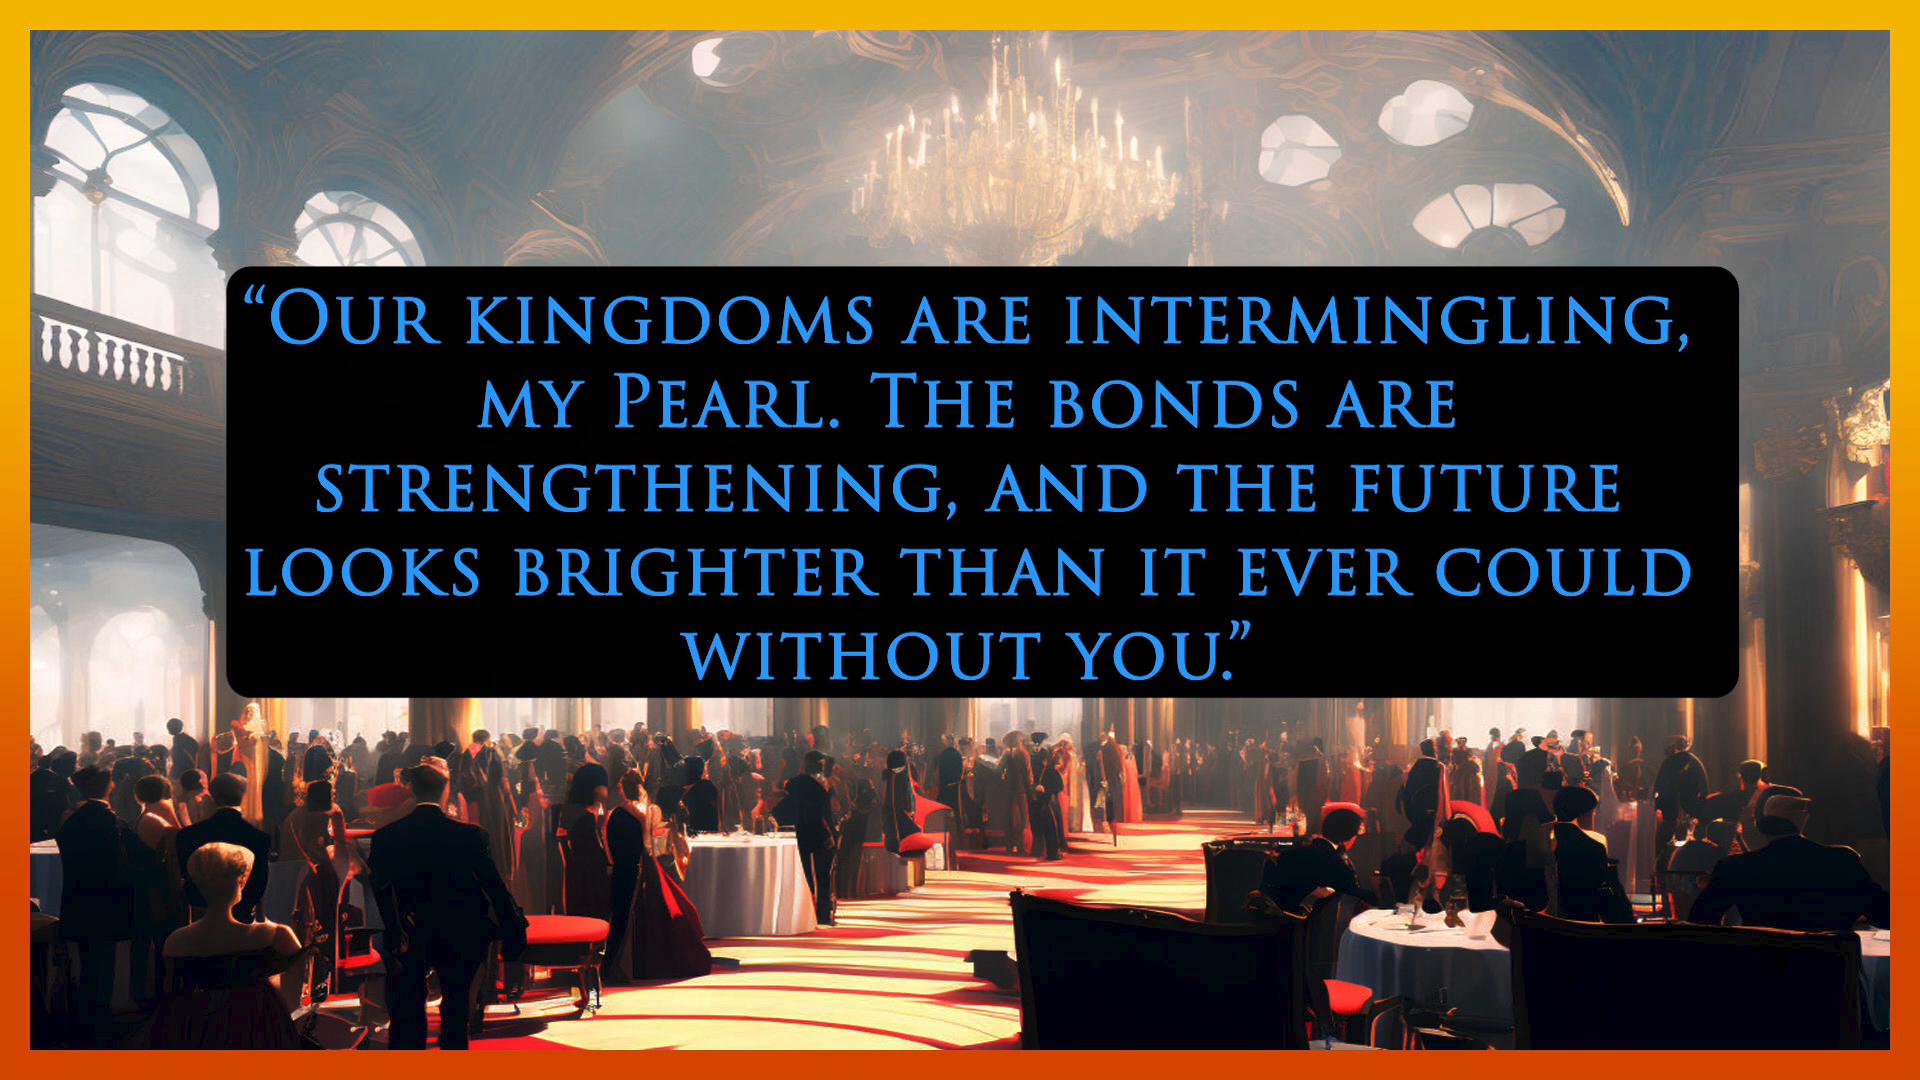 “Our kingdoms are intermingling,
my Pearl. The bonds are
strengthening, and the future
looks brighter than it ever could
without you.”